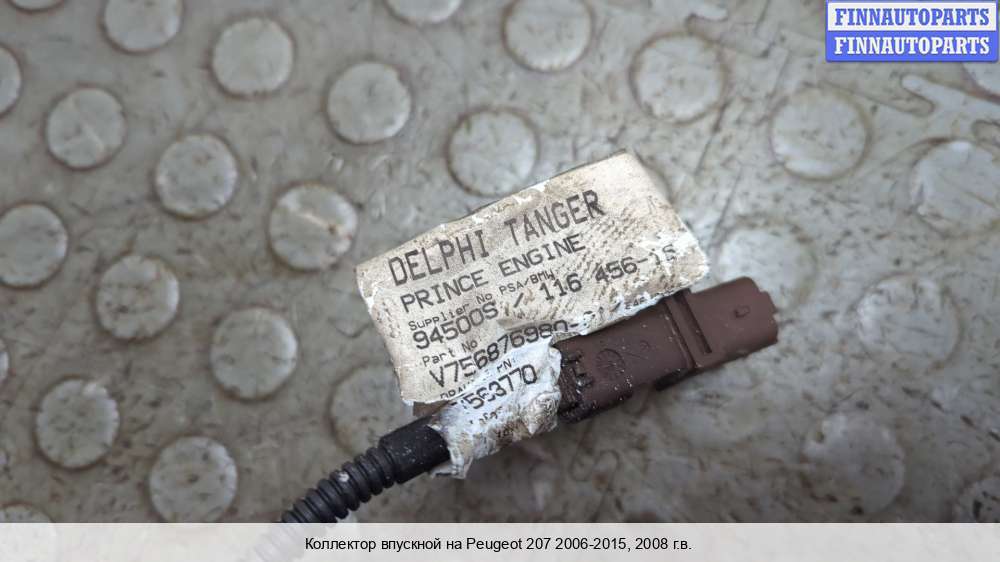 FINNAUTOPARTS
FINNAUTOPARTS
DELPHI TANGER
PRINCE ENGINE
Supplier No PSA/BMW
94500S / 116 456-15
Part No
V756876980-
563770
Коллектор впускной на Peugeot 207 2006-2015, 2008 г.в.